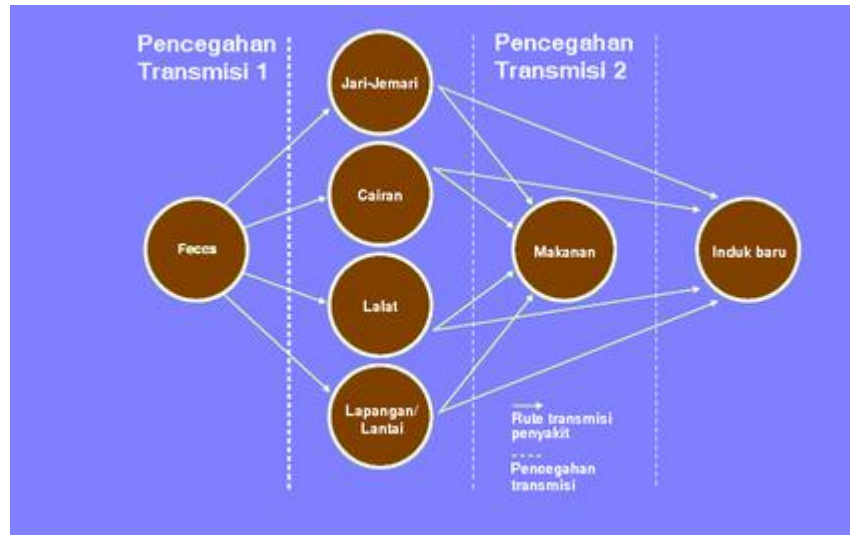 Pencegahan
Transmisi 1
Pencegahan
Transmisi 2
Jari-Jemari
Cairan
Feces
Makanan
Induk baru
Lalat
Lapangan/
Lantai
Rute transmisi
penyakit
Pencegahan
transmisi